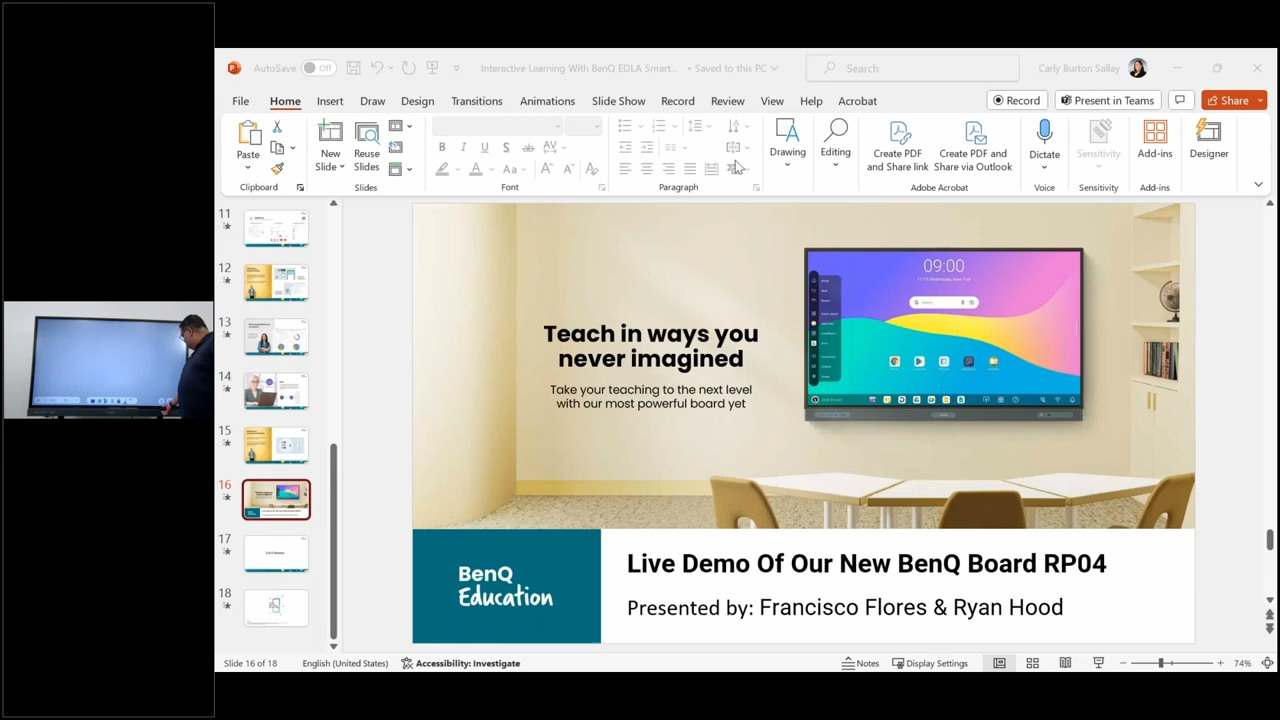 AutoSave Off Interactive Learning With BenQ EDLA Smart... • Saved to this PC Search Carly Burton Sallay
File Home Insert Draw Design Transitions Animations Slide Show Record Review View Help Acrobat Record Present in Teams Share
Paste New Slide Reuse Slides B I U S ab AV Aa A A Drawing Editing Create PDF and Share link Create PDF and Share via Outlook Dictate Sensitivity Add-ins Designer
Clipboard Slides Font Paragraph Adobe Acrobat Voice Sensitivity Add-ins
11
12
13
14
15
16
17
18
09:00
Teach in ways you
never imagined
Take your teaching to the next level
with our most powerful board yet
BenQ
Education
Live Demo Of Our New BenQ Board RP04
Presented by: Francisco Flores & Ryan Hood
Slide 16 of 18 English (United States) Accessibility: Investigate Notes Display Settings 74%